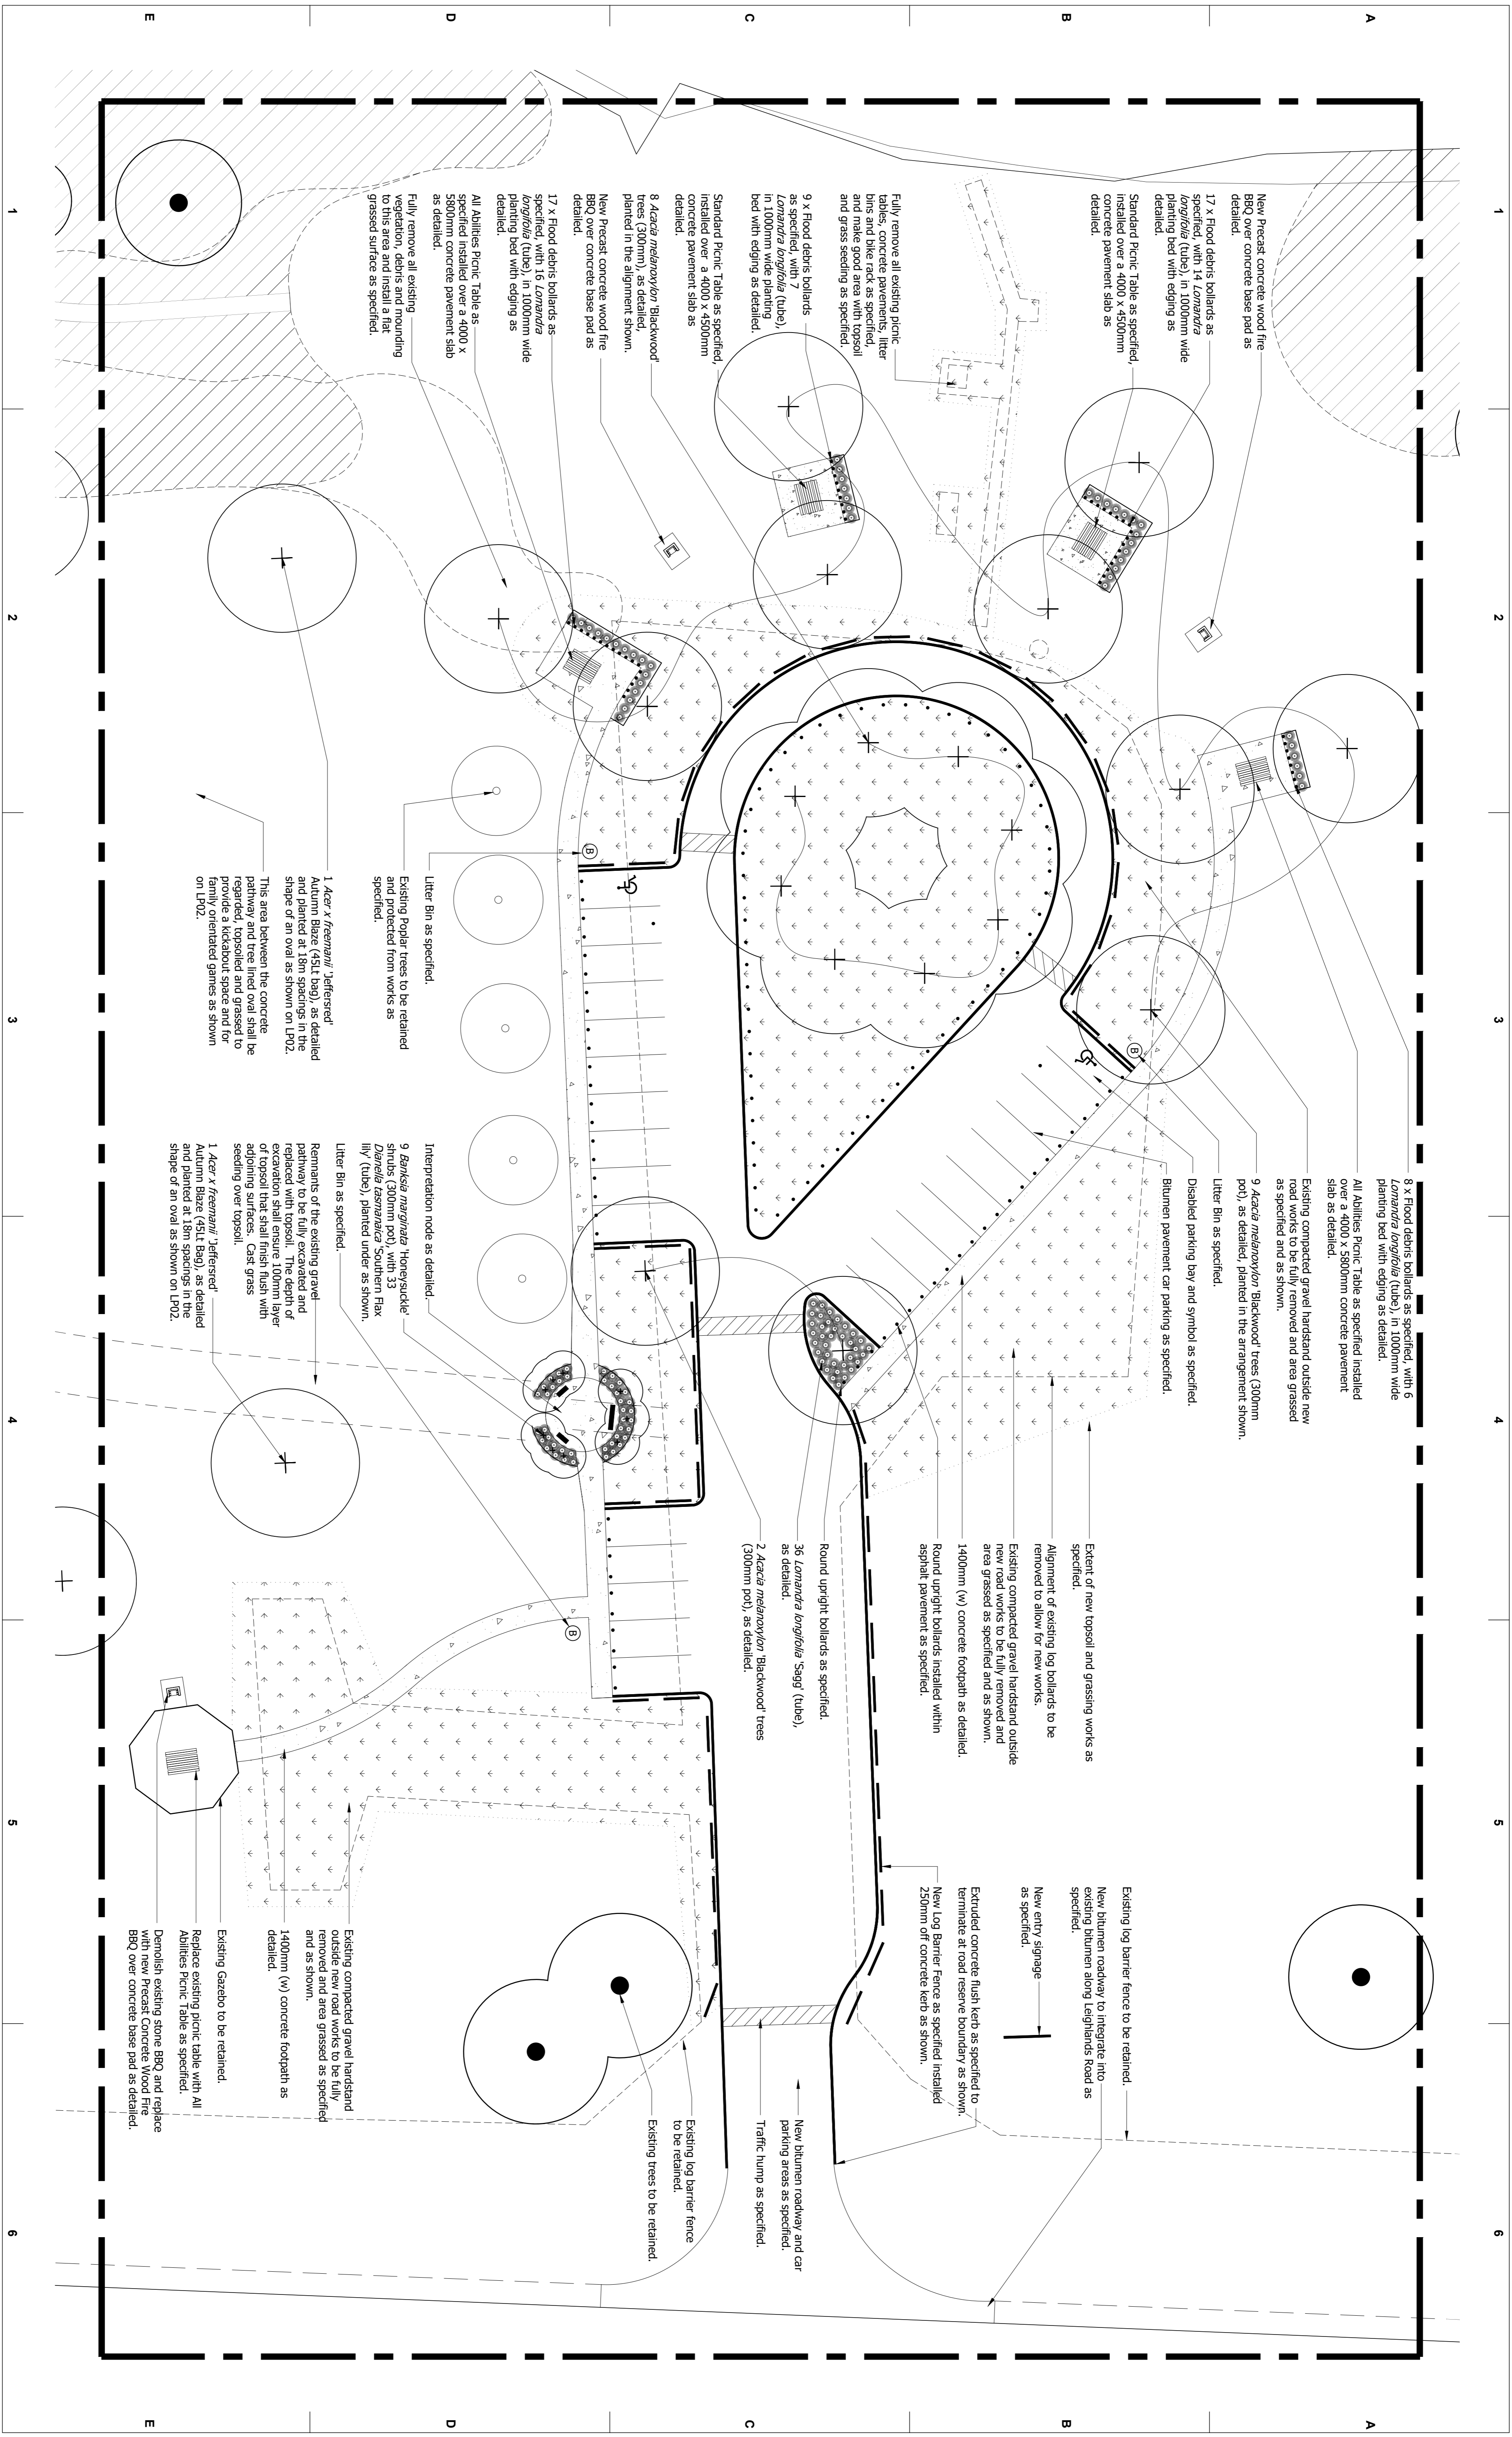 1
2
3
4
5
6
A
B
C
D
E
New Precast concrete wood fire
BBQ over concrete base pad as
detailed.
17 x Flood debris bollards as
specified, with 14 Lomandra
longifolia (tube), in 1000mm wide
planting bed with edging as
detailed.
Standard Picnic Table as specified,
installed over a 4000 x 4500mm
concrete pavement slab as
detailed.
Fully remove all existing picnic
tables, concrete pavements, litter
bins and bike rack as specified,
and make good area with topsoil
and grass seeding as specified.
9 x Flood debris bollards
as specified, with 7
Lomandra longifolia (tube),
in 1000mm wide planting
bed with edging as detailed.
Standard Picnic Table as specified,
installed over a 4000 x 4500mm
concrete pavement slab as
detailed.
8 Acacia melanoxylon 'Blackwood'
trees (300mm), as detailed,
planted in the alignment shown.
New Precast concrete wood fire
BBQ over concrete base pad as
detailed.
17 x Flood debris bollards as
specified, with 16 Lomandra
longifolia (tube), in 1000mm wide
planting bed with edging as
detailed.
All Abilities Picnic Table as
specified installed over a 4000 x
5800mm concrete pavement slab
as detailed.
Fully remove all existing
vegetation, debris and mounding
to this area and install a flat
grassed surface as specified.
Litter Bin as specified.
Existing Poplar trees to be retained
and protected from works as
specified.
1 Acer x freemanii 'Jeffersred'
Autumn Blaze (45Lt bag), as detailed
and planted at 18m spacings in the
shape of an oval as shown on LP02.
This area between the concrete
pathway and tree lined oval shall be
regarded, topsoiled and grassed to
provide a kickabout space and for
family orientated games as shown
on LP02.
8 x Flood debris bollards as specified, with 6
Lomandra longifolia (tube), in 1000mm wide
planting bed with edging as detailed.
All Abilities Picnic Table as specified installed
over a 4000 x 5800mm concrete pavement
slab as detailed.
Existing compacted gravel hardstand outside new
road works to be fully removed and area grassed
as specified and as shown.
9 Acacia melanoxylon 'Blackwood' trees (300mm
pot), as detailed, planted in the arrangement shown.
Litter Bin as specified.
Disabled parking bay and symbol as specified.
Bitumen pavement car parking as specified.
Interpretation node as detailed.
9 Banksia marginata 'Honeysuckle'
shrubs (300mm pot), with 33
Dianella tasmanaica 'Southern Flax
lily' (tube), planted under as shown.
Litter Bin as specified.
Remnants of the existing gravel
pathway to be fully excavated and
replaced with topsoil. The depth of
excavation shall ensure 100mm layer
of topsoil that shall finish flush with
adjoining surfaces. Cast grass
seeding over topsoil.
1 Acer x freemanii 'Jeffersred'
Autumn Blaze (45Lt Bag), as detailed
and planted at 18m spacings in the
shape of an oval as shown on LP02.
Extent of new topsoil and grassing works as
specified.
Alignment of existing log bollards to be
removed to allow for new works.
Existing compacted gravel hardstand outside
new road works to be fully removed and
area grassed as specified and as shown.
1400mm (w) concrete footpath as detailed.
Round upright bollards installed within
asphalt pavement as specified.
Round upright bollards as specified.
36 Lomandra longifolia 'Sagg' (tube),
as detailed.
2 Acacia melanoxylon 'Blackwood' trees
(300mm pot), as detailed.
B
B
B
Existing log barrier fence to be retained.
New bitumen roadway to integrate into
existing bitumen along Leighlands Road as
specified.
New entry signage
as specified.
Extruded concrete flush kerb as specified to
terminate at road reserve boundary as shown.
New Log Barrier Fence as specified installed
250mm off concrete kerb as shown.
New bitumen roadway and car
parking areas as specified.
Traffic hump as specified.
Existing log barrier fence
to be retained.
Existing trees to be retained.
Existing compacted gravel hardstand
outside new road works to be fully
removed and area grassed as specified
and as shown.
1400mm (w) concrete footpath as
detailed.
Existing Gazebo to be retained.
Replace existing picnic table with All
Abilities Picnic Table as specified.
Demolish existing stone BBQ and replace
with new Precast Concrete Wood Fire
BBQ over concrete base pad as detailed.
1
2
3
4
5
6
A
B
C
D
E